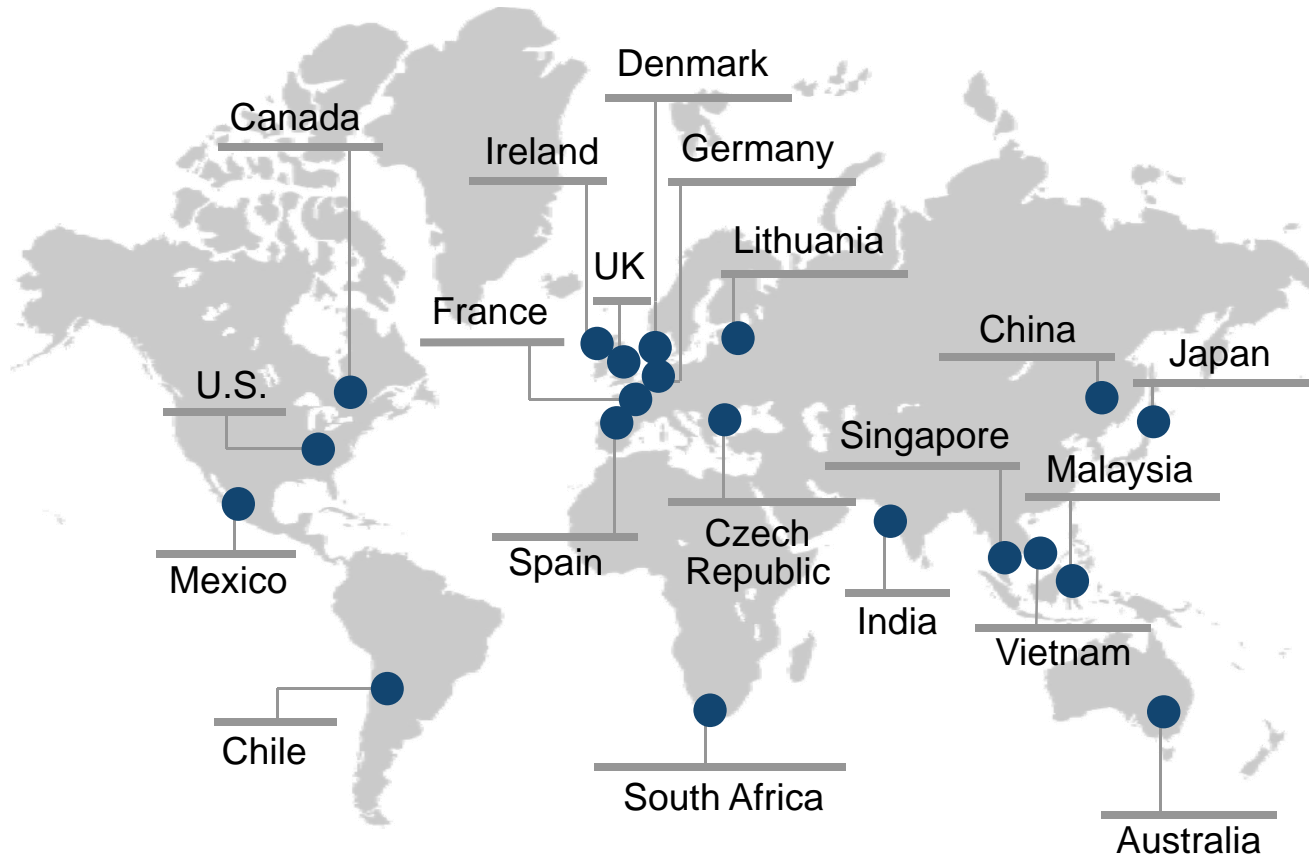 Denmark
Canada
Ireland
Germany
Lithuania
UK
France
China
Japan
U.S.
Singapore
Malaysia
Czech
Republic
Spain
Mexico
India
Vietnam
Chile
South Africa
Australia